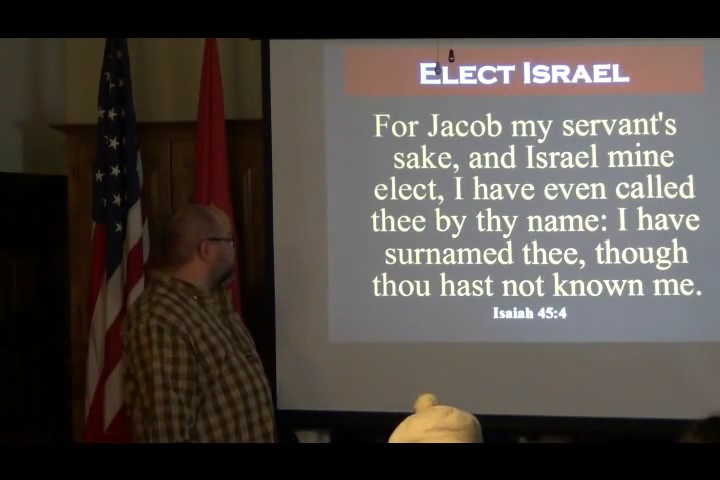 ELECT ISRAEL
For Jacob my servant's
sake, and Israel mine
elect, I have even called
thee by thy name: I have
surnamed thee, though
thou hast not known me.
Isaiah 45:4